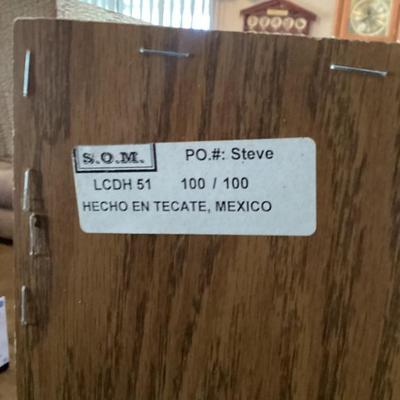 S.O.M. PO.#: Steve
LCDH 51 100 / 100
HECHO EN TECATE, MEXICO